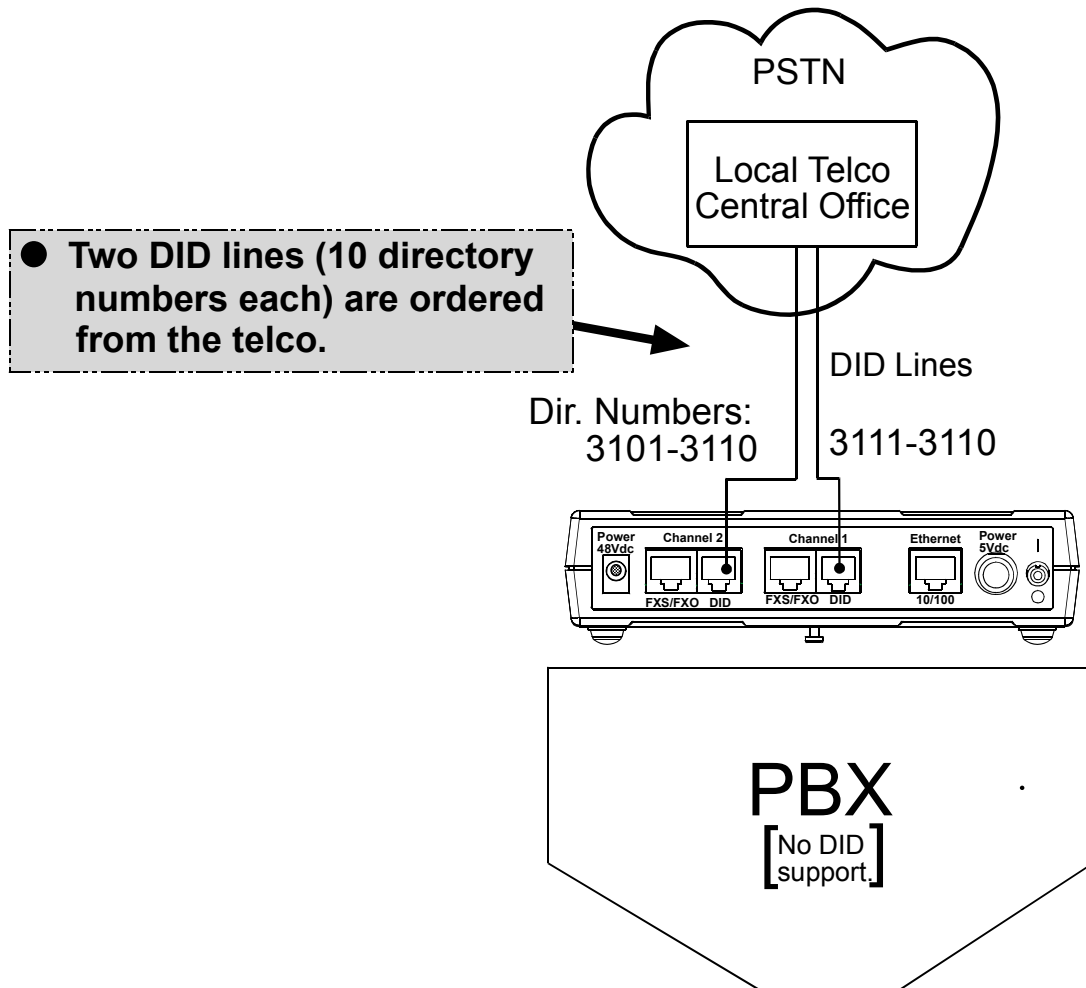 PSTN
Local Telco
Central Office
● Two DID lines (10 directory
numbers each) are ordered
from the telco.
DID Lines
Dir. Numbers:
3101-3110
3111-3110
Power
48Vdc
Channel 2
FXS/FXO DID
Channel 1
FXS/FXO DID
Ethernet
10/100
Power
5Vdc
PBX
[No DID
support.]